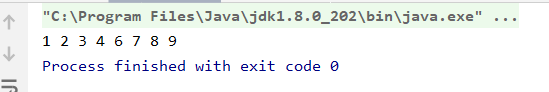 "C:\Program Files\Java\jdk1.8.0_202\bin\java.exe" ...
1 2 3 4 6 7 8 9
Process finished with exit code 0